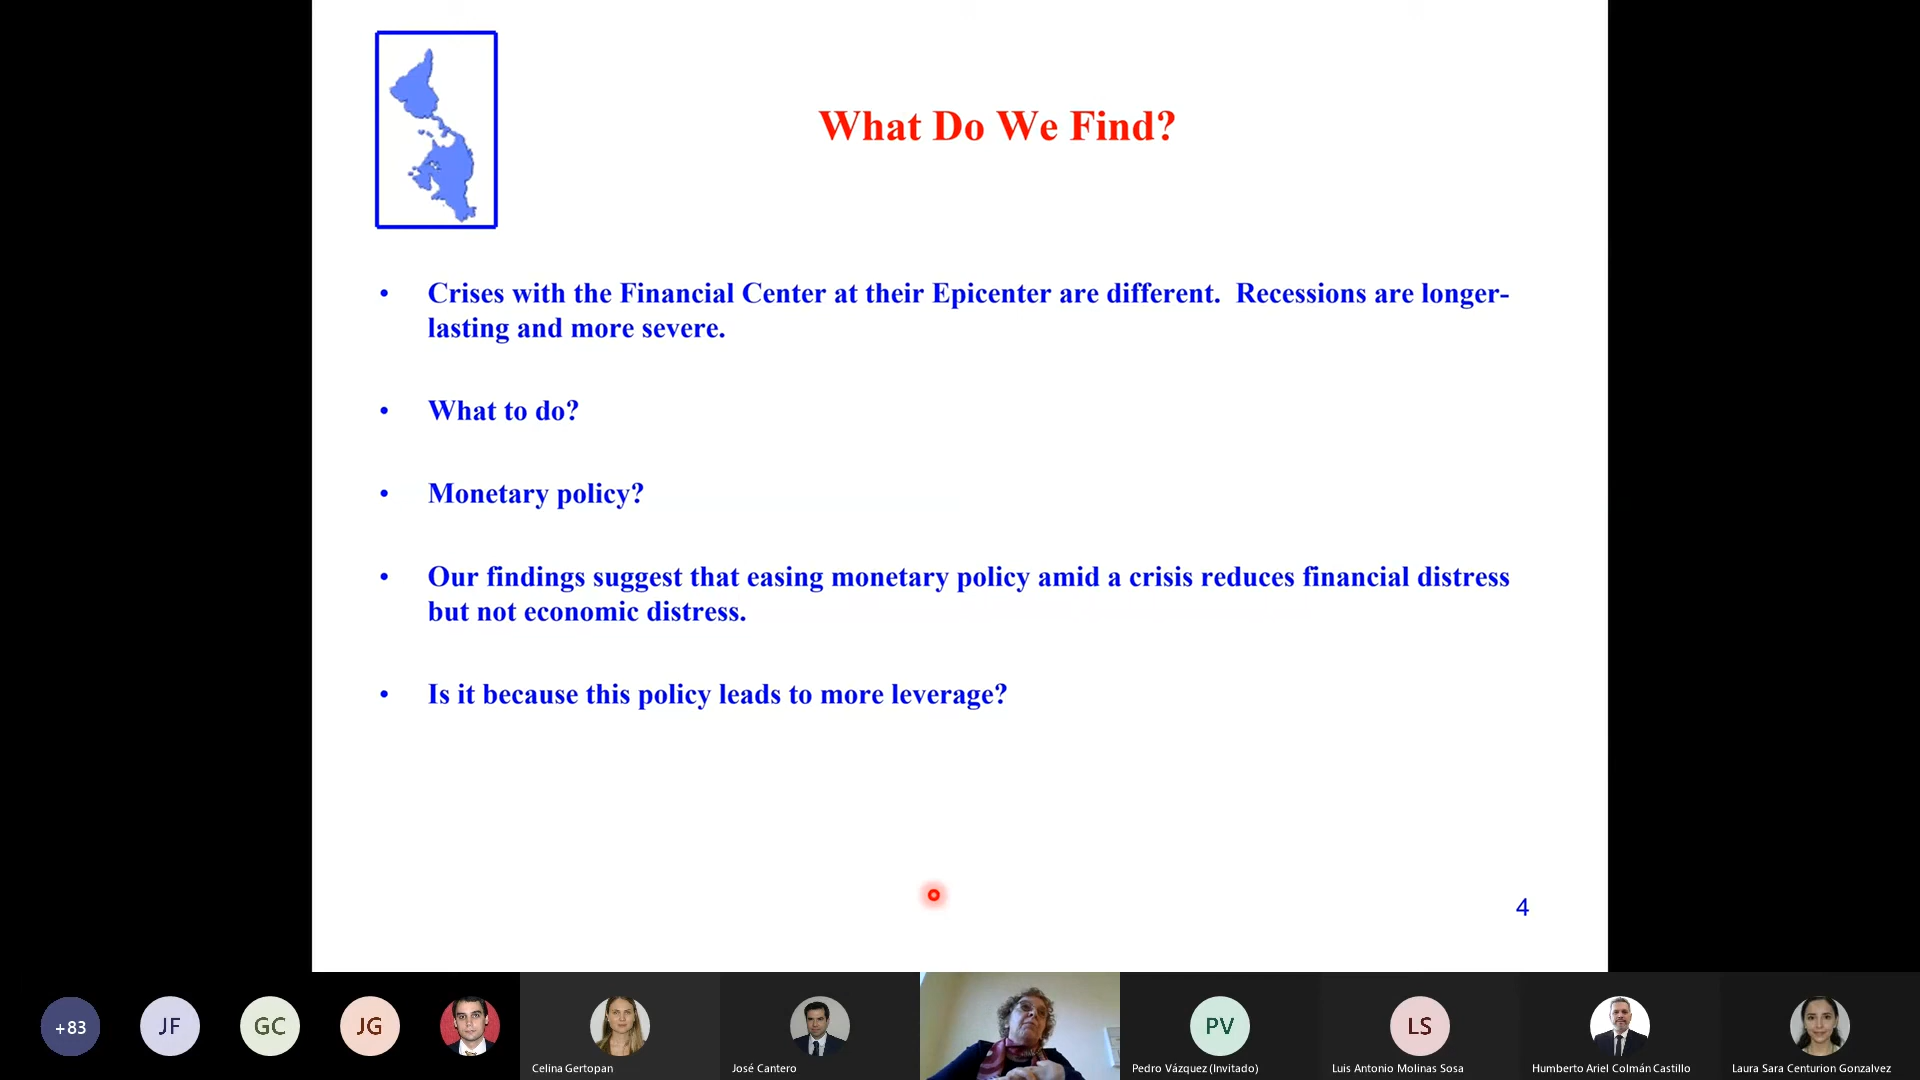 What Do We Find?
• Crises with the Financial Center at their Epicenter are different. Recessions are longer-
lasting and more severe.
• What to do?
• Monetary policy?
• Our findings suggest that easing monetary policy amid a crisis reduces financial distress
but not economic distress.
• Is it because this policy leads to more leverage?
4
+83
JF
GC
JG
Celina Gertopan
José Cantero
PV
Pedro Vázquez (Invitado)
LS
Luis Antonio Molinas Sosa
Humberto Ariel Colmán Castillo
Laura Sara Centurion Gonzalvez